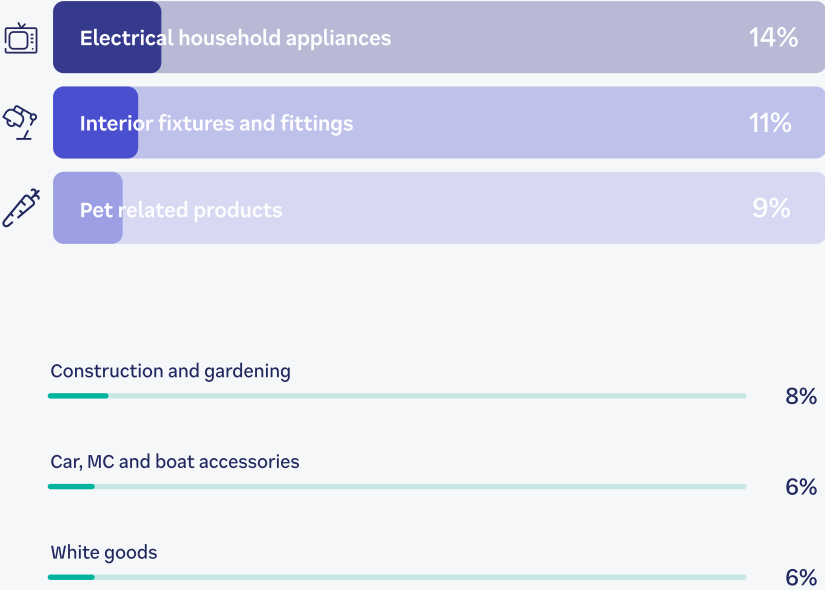 Electrical household appliances 14%
Interior fixtures and fittings 11%
Pet related products 9%
Construction and gardening
8%
Car, MC and boat accessories
6%
White goods
6%